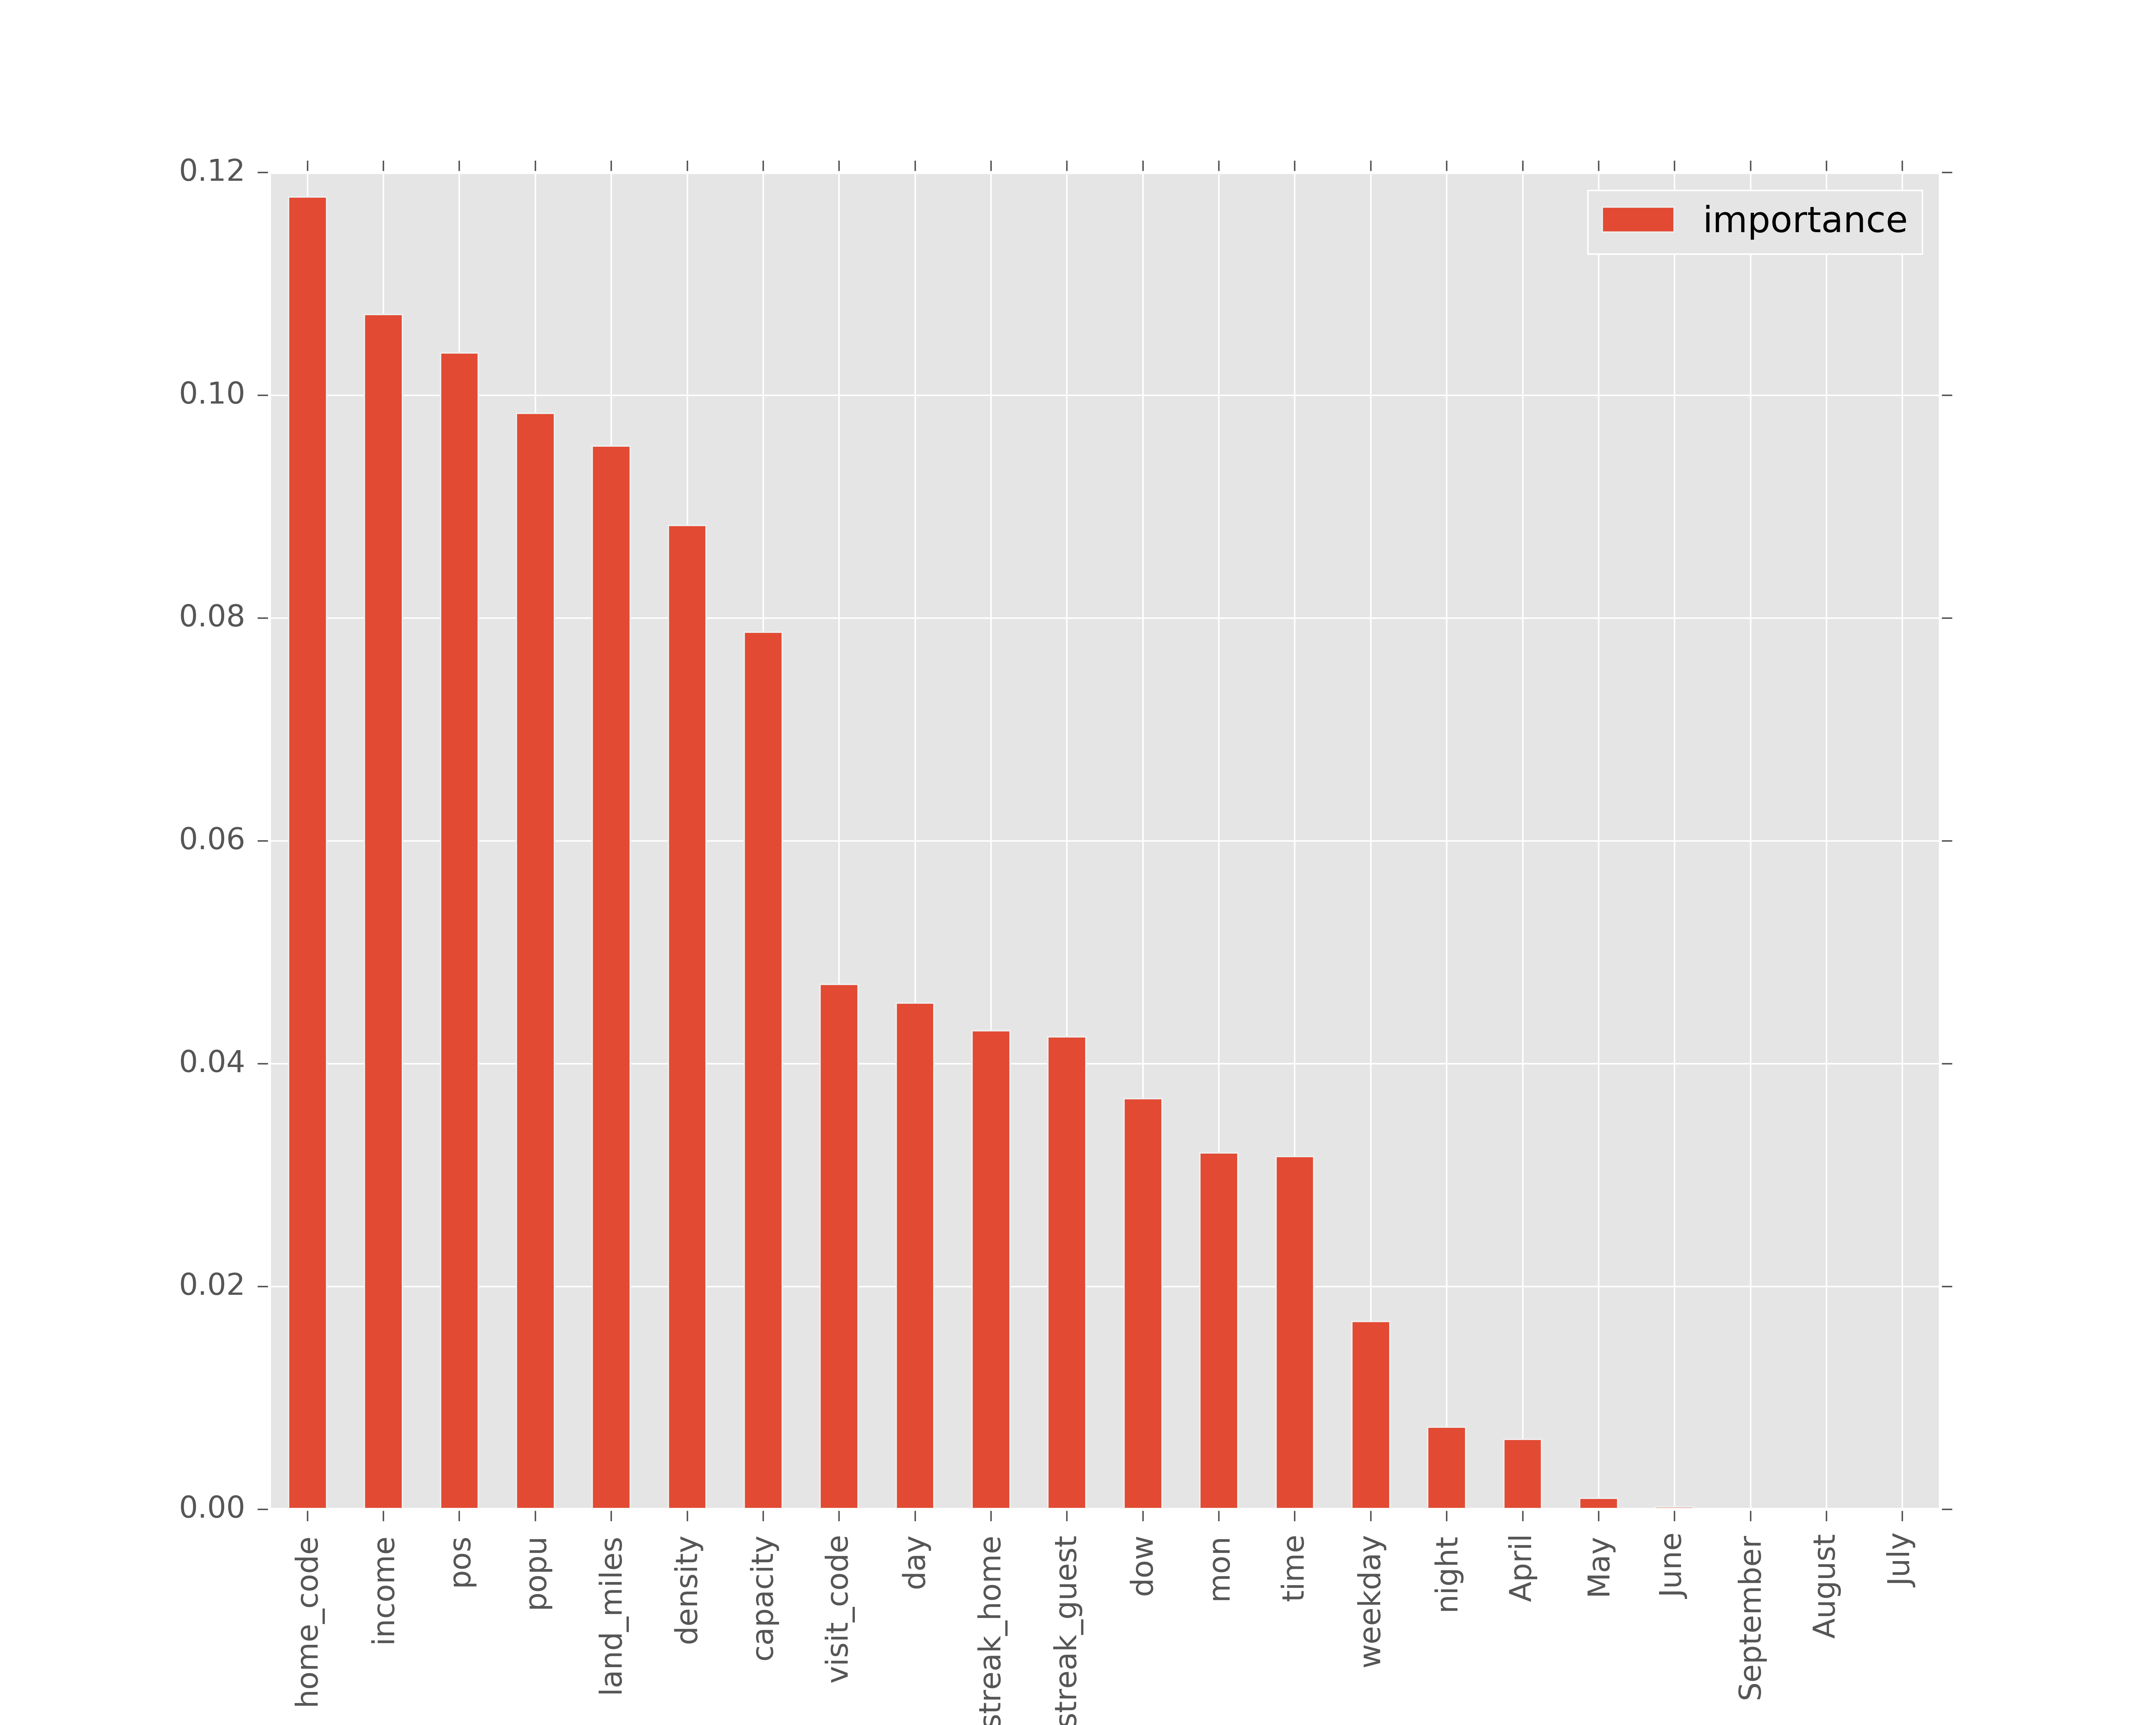 importance
0.12
0.10
0.08
0.06
0.04
0.02
0.00
home_code
income
pos
popu
land_miles
density
capacity
visit_code
day
streak_home
streak_guest
dow
mon
time
weekday
night
April
May
June
September
August
July